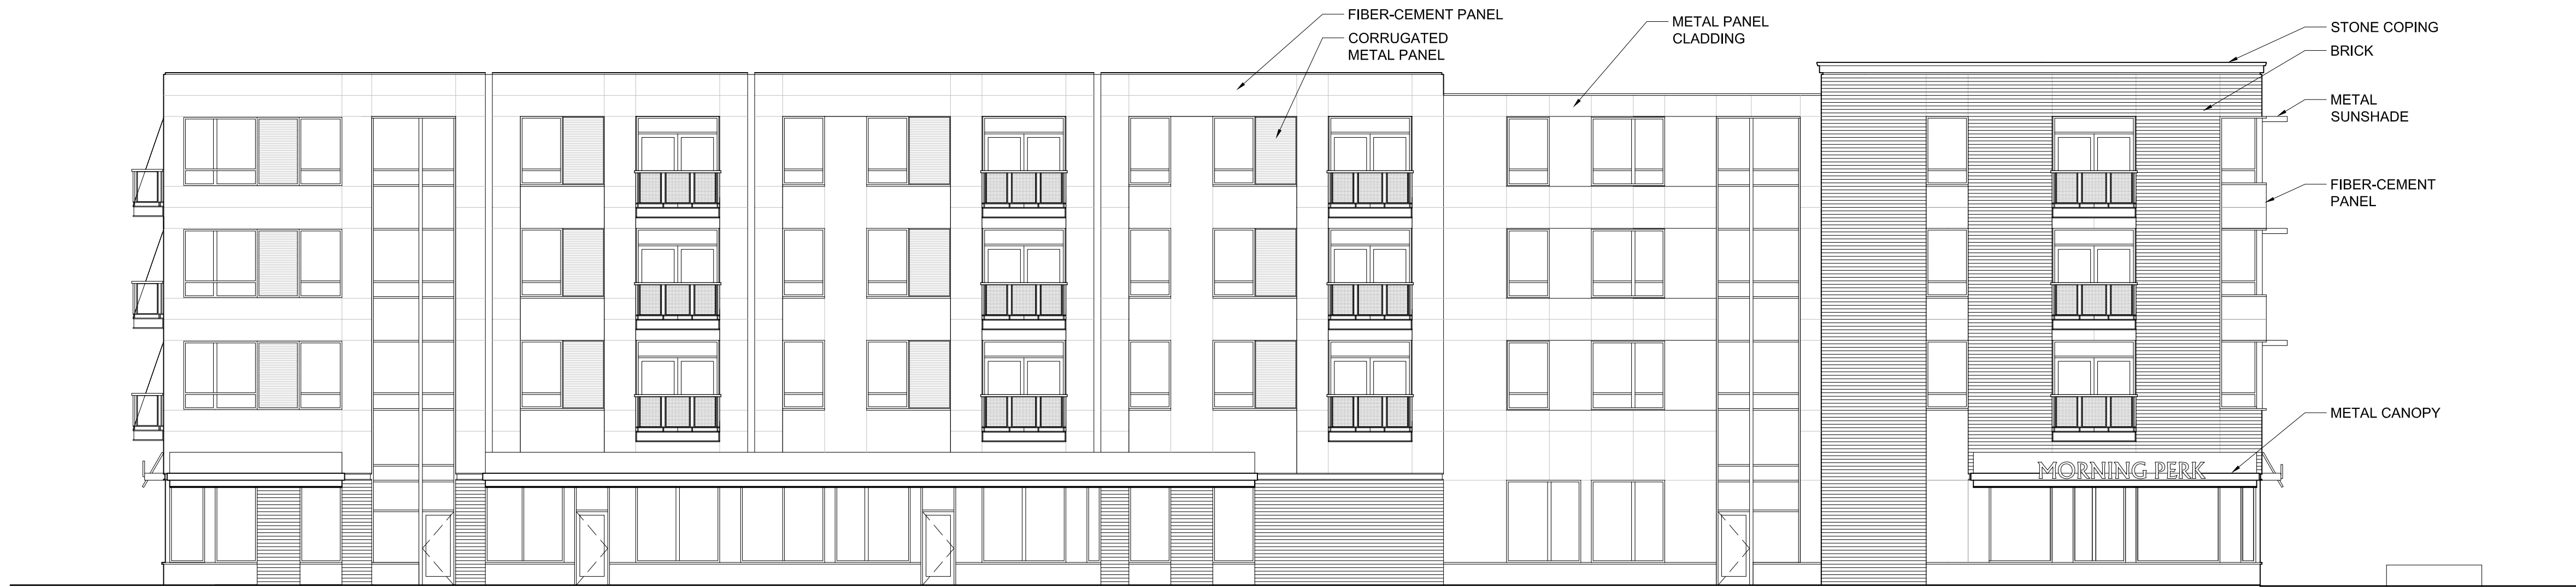 FIBER-CEMENT PANEL
CORRUGATED
METAL PANEL
METAL PANEL
CLADDING
STONE COPING
BRICK
METAL
SUNSHADE
FIBER-CEMENT
PANEL
METAL CANOPY
MORNING PERK